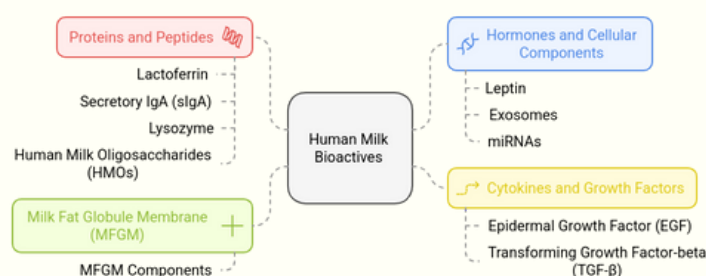 Proteins and Peptides
Lactoferrin
Secretory IgA (sIgA)
Lysozyme
Human Milk Oligosaccharides
(HMOs)
Milk Fat Globule Membrane
(MFGM)
MFGM Components
Human Milk
Bioactives
Hormones and Cellular
Components
Leptin
Exosomes
miRNAs
Cytokines and Growth Factors
Epidermal Growth Factor (EGF)
Transforming Growth Factor-beta
(TGF-β)